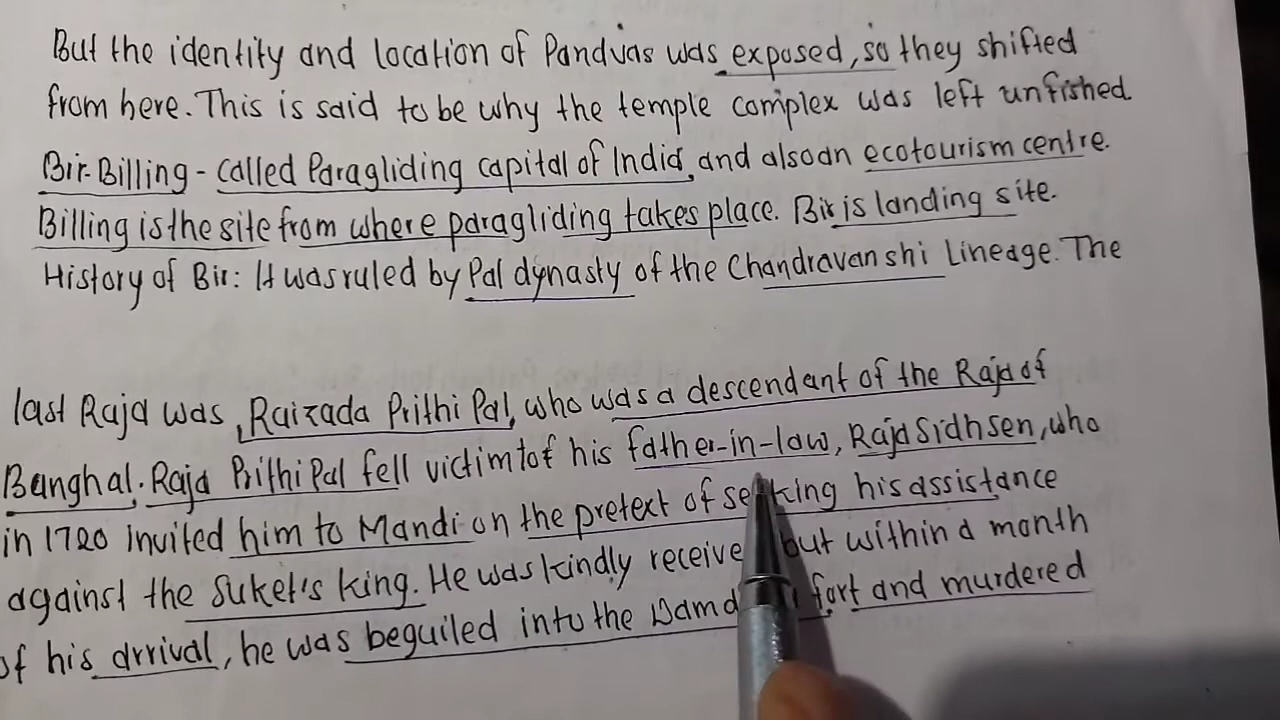 But the identity and location of Panduas was exposed, so they shifted
from here. This is said to be why the temple complex was left unfished.
Bir-Billing - called Paragliding capital of India, and also an ecotourism centre.
Billing is the site from where paragliding takes place. Bir is landing site.
History of Bir: It was ruled by Pal dynasty of the Chandravanshi Lineage. The
last Raja was, Raizada Prithi Pal, who was a descendant of the Raja of
Banghal. Raja Prithi Pal fell victim tof his father-in-law, Raja Sidhsen, who
in 1720 invited him to Mandi on the pretext of seeking his assistance
against the Suket's king. He was kindly receive but within a month
of his arrival, he was beguiled into the fort and murdered